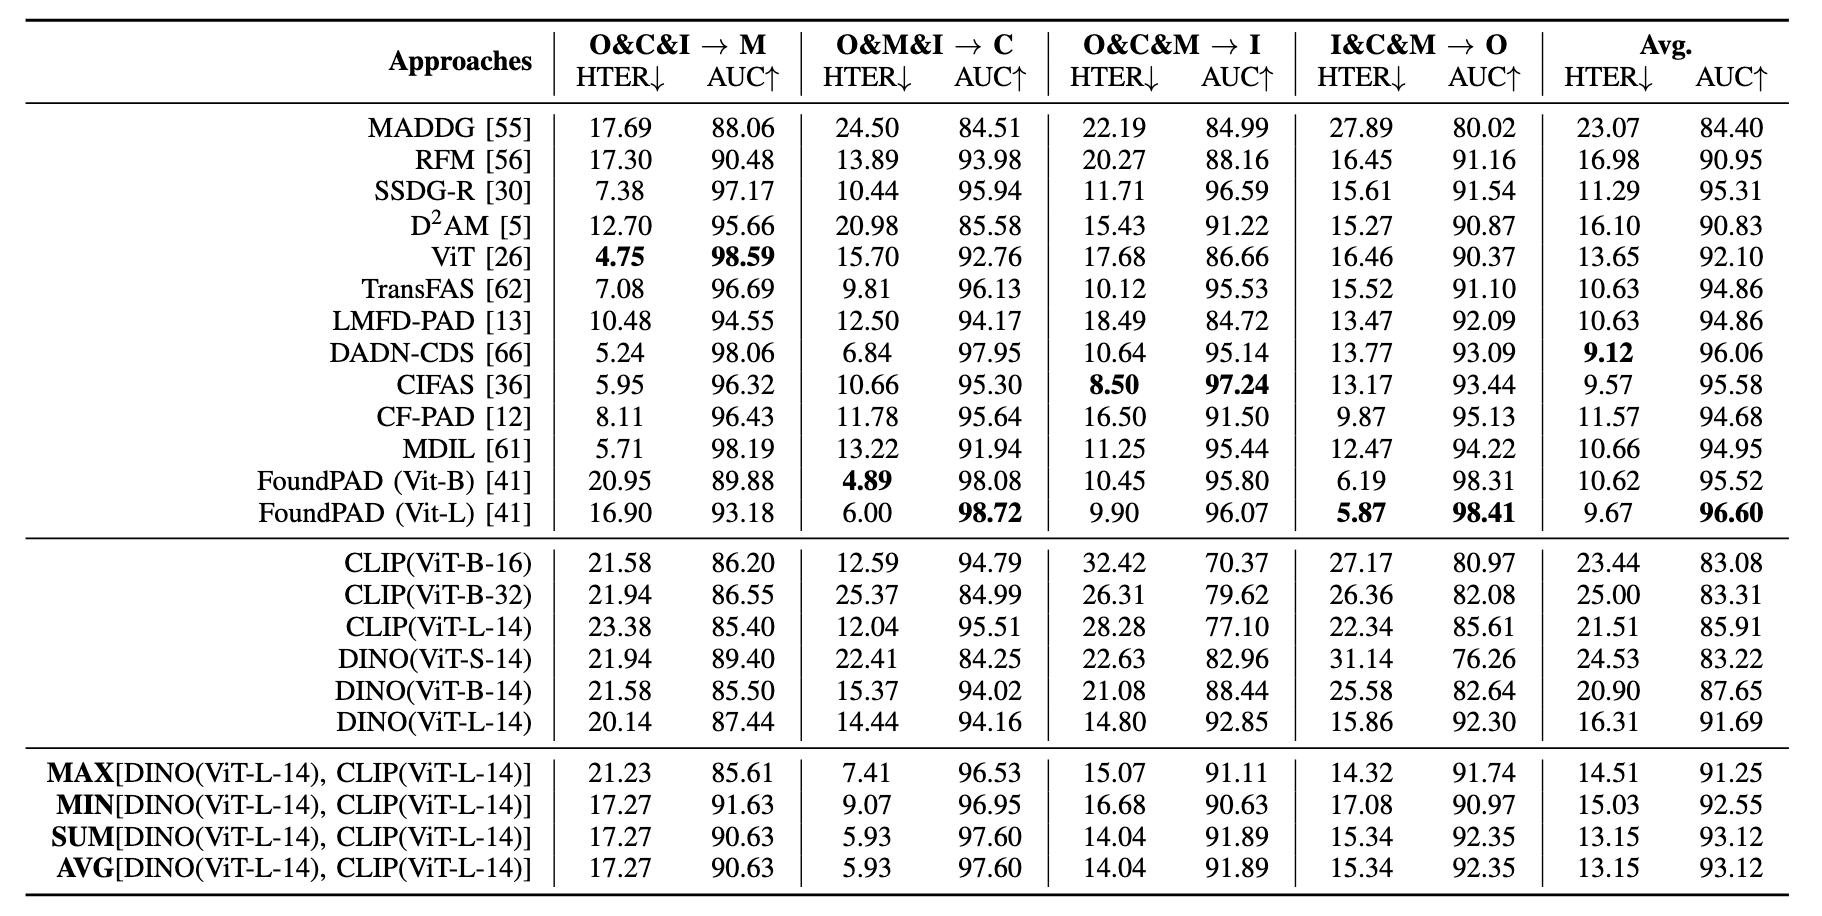 Approaches O&C&I → M O&M&I → C O&C&M → I I&C&M → O Avg.
HTER↓ AUC↑ HTER↓ AUC↑ HTER↓ AUC↑ HTER↓ AUC↑ HTER↓ AUC↑
MADDG [55] 17.69 88.06 24.50 84.51 22.19 84.99 27.89 80.02 23.07 84.40
RFM [56] 17.30 90.48 13.89 93.98 20.27 88.16 16.45 91.16 16.98 90.95
SSDG-R [30] 7.38 97.17 10.44 95.94 11.71 96.59 15.61 91.54 11.29 95.31
D²AM [5] 12.70 95.66 20.98 85.58 15.43 91.22 15.27 90.87 16.10 90.83
ViT [26] 4.75 98.59 15.70 92.76 17.68 86.66 16.46 90.37 13.65 92.10
TransFAS [62] 7.08 96.69 9.81 96.13 10.12 95.53 15.52 91.10 10.63 94.86
LMFD-PAD [13] 10.48 94.55 12.50 94.17 18.49 84.72 13.47 92.09 10.63 94.86
DADN-CDS [66] 5.24 98.06 6.84 97.95 10.64 95.14 13.77 93.09 9.12 96.06
CIFAS [36] 5.95 96.32 10.66 95.30 8.50 97.24 13.17 93.44 9.57 95.58
CF-PAD [12] 8.11 96.43 11.78 95.64 16.50 91.50 9.87 95.13 11.57 94.68
MDIL [61] 5.71 98.19 13.22 91.94 11.25 95.44 12.47 94.22 10.66 94.95
FoundPAD (Vit-B) [41] 20.95 89.88 4.89 98.08 10.45 95.80 6.19 98.31 10.62 95.52
FoundPAD (Vit-L) [41] 16.90 93.18 6.00 98.72 9.90 96.07 5.87 98.41 9.67 96.60
CLIP(ViT-B-16) 21.58 86.20 12.59 94.79 32.42 70.37 27.17 80.97 23.44 83.08
CLIP(ViT-B-32) 21.94 86.55 25.37 84.99 26.31 79.62 26.36 82.08 25.00 83.31
CLIP(ViT-L-14) 23.38 85.40 12.04 95.51 28.28 77.10 22.34 85.61 21.51 85.91
DINO(ViT-S-14) 21.94 89.40 22.41 84.25 22.63 82.96 31.14 76.26 24.53 83.22
DINO(ViT-B-14) 21.58 85.50 15.37 94.02 21.08 88.44 25.58 82.64 20.90 87.65
DINO(ViT-L-14) 20.14 87.44 14.44 94.16 14.80 92.85 15.86 92.30 16.31 91.69
MAX[DINO(ViT-L-14), CLIP(ViT-L-14)] 21.23 85.61 7.41 96.53 15.07 91.11 14.32 91.74 14.51 91.25
MIN[DINO(ViT-L-14), CLIP(ViT-L-14)] 17.27 91.63 9.07 96.95 16.68 90.63 17.08 90.97 15.03 92.55
SUM[DINO(ViT-L-14), CLIP(ViT-L-14)] 17.27 90.63 5.93 97.60 14.04 91.89 15.34 92.35 13.15 93.12
AVG[DINO(ViT-L-14), CLIP(ViT-L-14)] 17.27 90.63 5.93 97.60 14.04 91.89 15.34 92.35 13.15 93.12